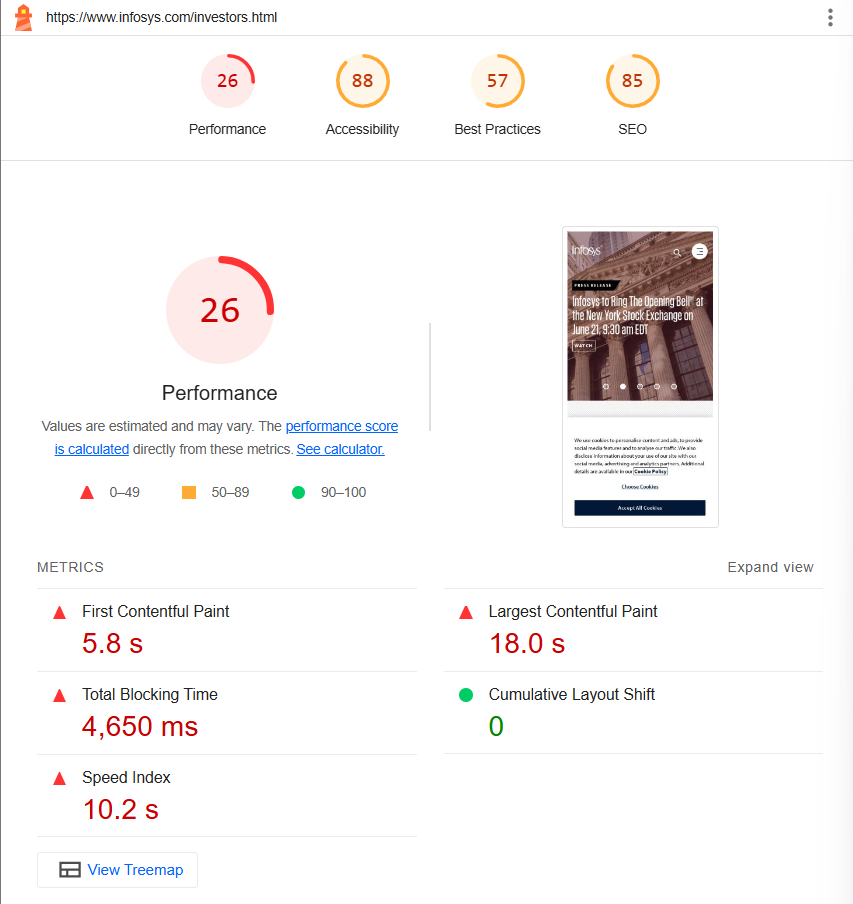 https://www.infosys.com/investors.html
26
88
57
85
Performance
Accessibility
Best Practices
SEO
26
Performance
Values are estimated and may vary. The performance score
is calculated directly from these metrics. See calculator.
0–49
50–89
90–100
Infosys
PRESS RELEASE
Infosys to Ring The Opening Bell® at
the New York Stock Exchange on
June 21, 9:30 am EDT
WATCH
We use cookies to personalise content and ads, to provide
social media features and to analyse our traffic. We also
disclose information about your use of our site with our
social media, advertising and analytics partners. Additional
details are available in our Cookie Policy
Choose Cookies
Accept All Cookies
METRICS
Expand view
First Contentful Paint
5.8 s
Largest Contentful Paint
18.0 s
Total Blocking Time
4,650 ms
Cumulative Layout Shift
0
Speed Index
10.2 s
View Treemap